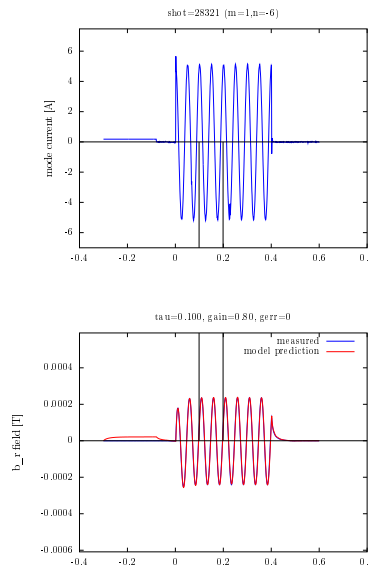 shot=28321 (m=1,n=-6)
6
4
2
0
-2
-4
-6
mode current [A]
-0.4 -0.2 0 0.2 0.4 0.6 0.
tau=0.100, gain=0.80, gerr=0
measured
model prediction
0.0004
0.0002
0
-0.0002
-0.0004
-0.0006
b_r field [T]
-0.4 -0.2 0 0.2 0.4 0.6 0.